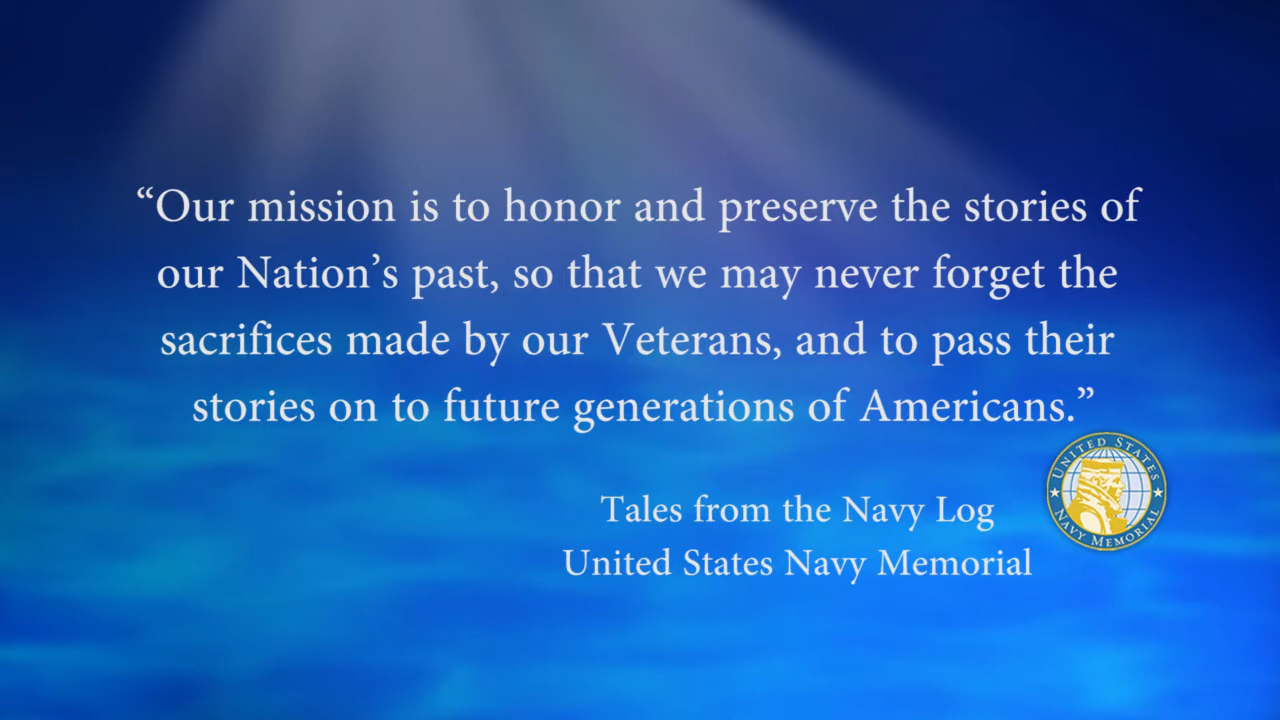 “Our mission is to honor and preserve the stories of
our Nation’s past, so that we may never forget the
sacrifices made by our Veterans, and to pass their
stories on to future generations of Americans.”
Tales from the Navy Log
United States Navy Memorial
UNITED STATES
NAVY MEMORIAL